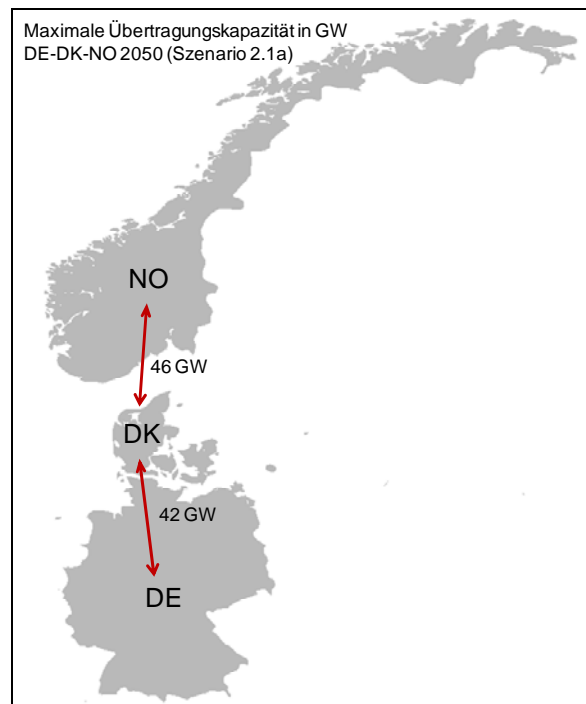 Maximale Übertragungskapazität in GW
DE-DK-NO 2050 (Szenario 2.1a)
NO
46 GW
DK
42 GW
DE